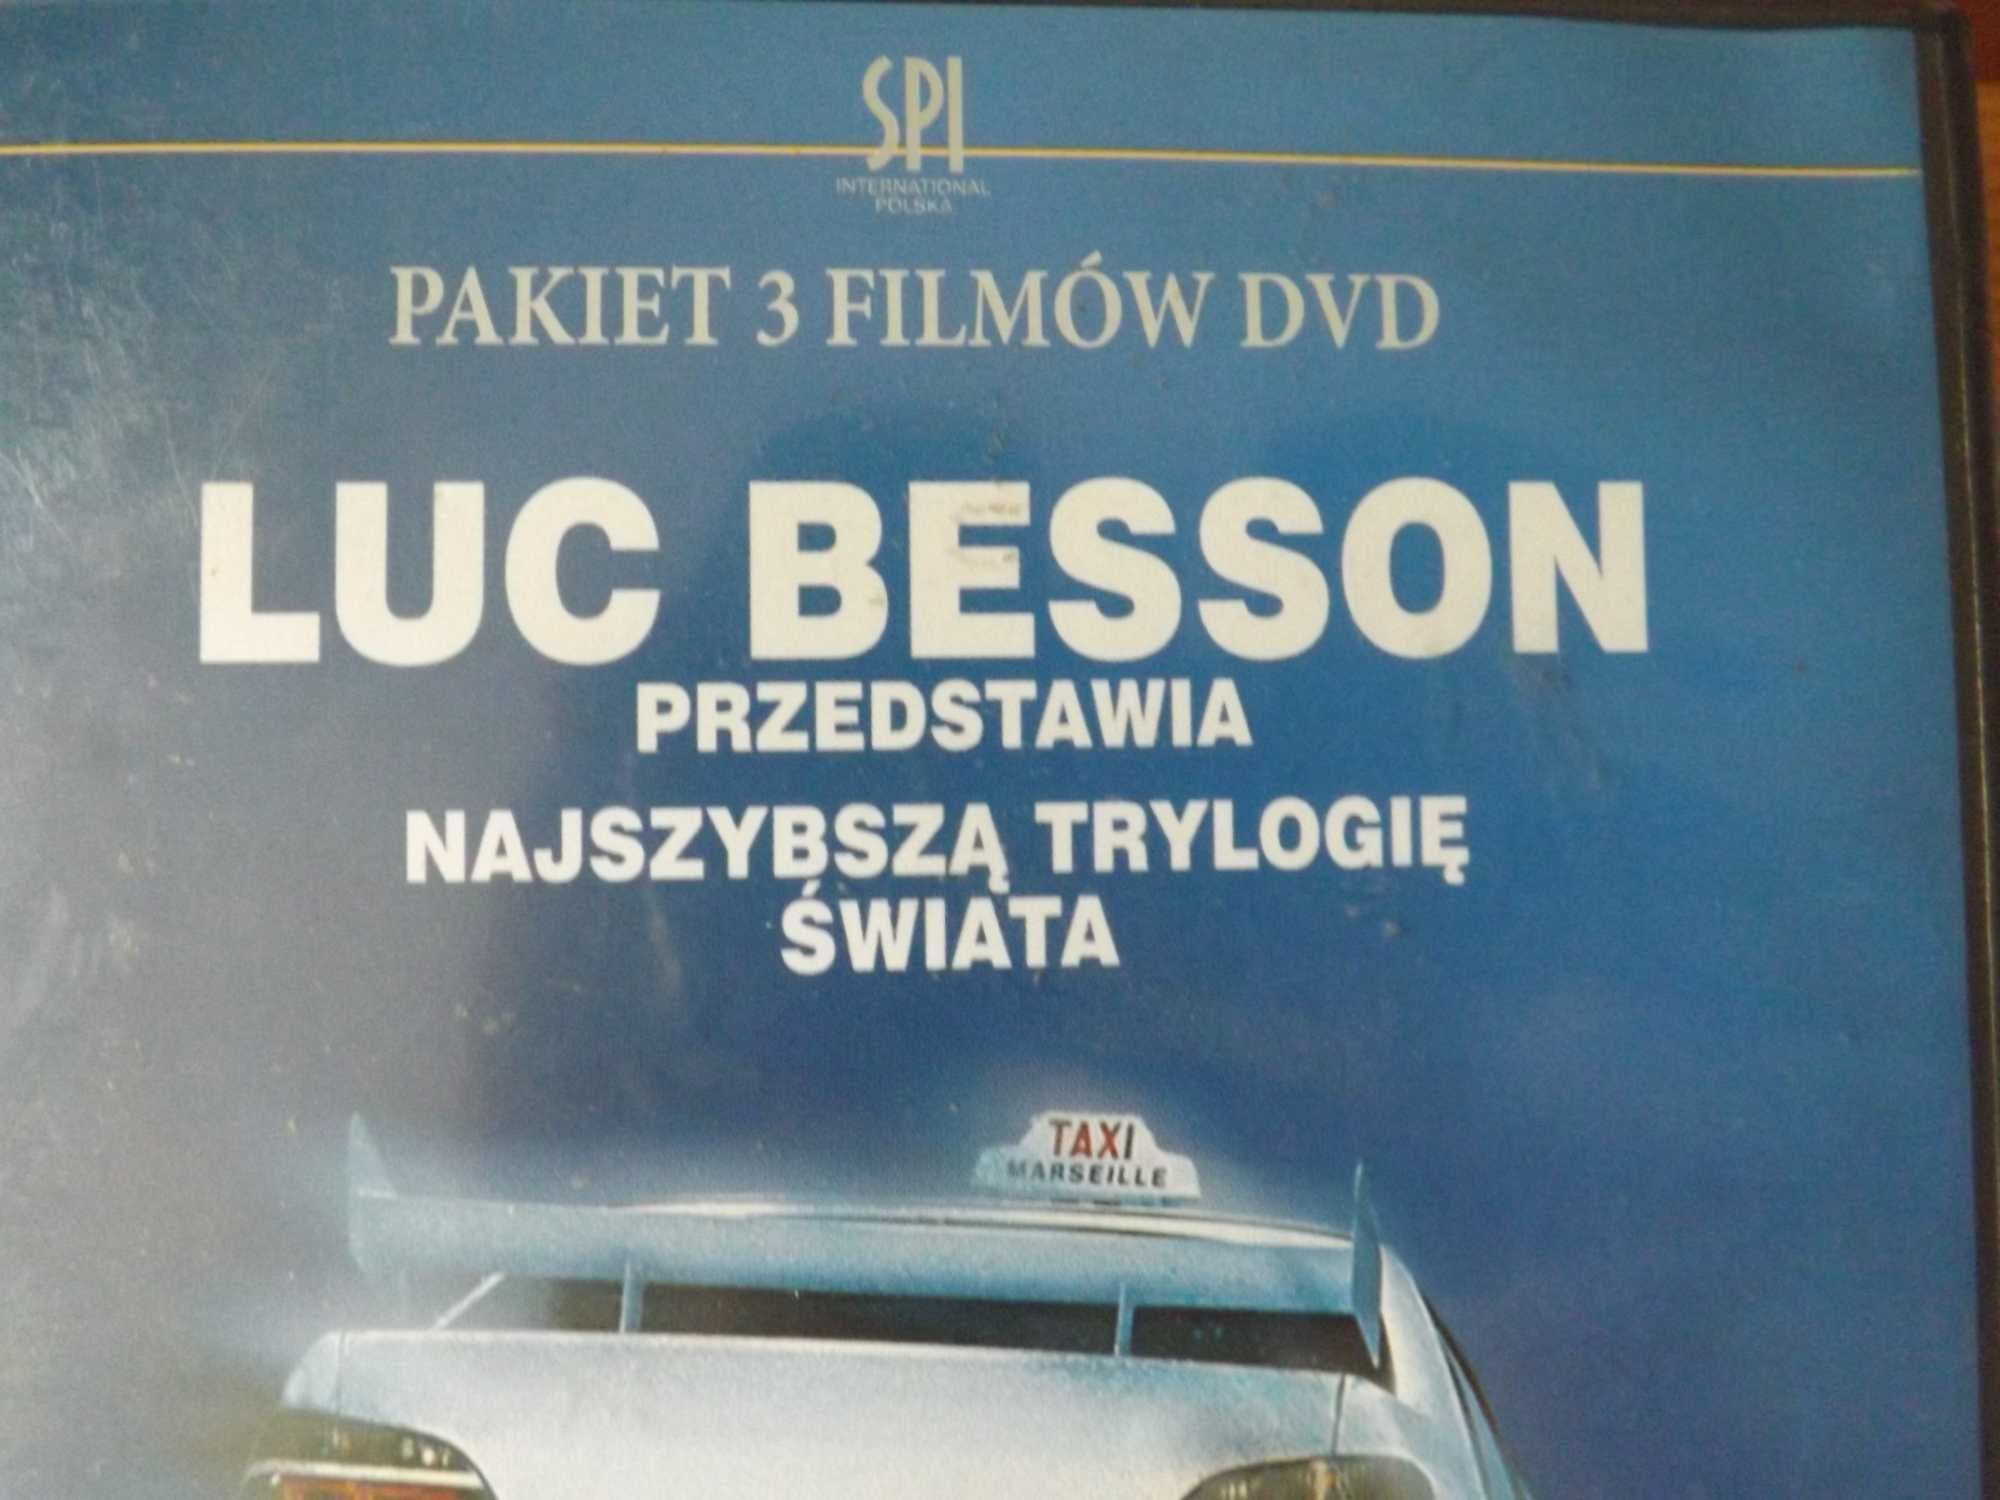 SPI
INTERNATIONAL
POLSKA
PAKIET 3 FILMÓW DVD
LUC BESSON
PRZEDSTAWIA
NAJSZYBSZĄ TRYLOGIĘ
ŚWIATA
TAXI
MARSEILLE